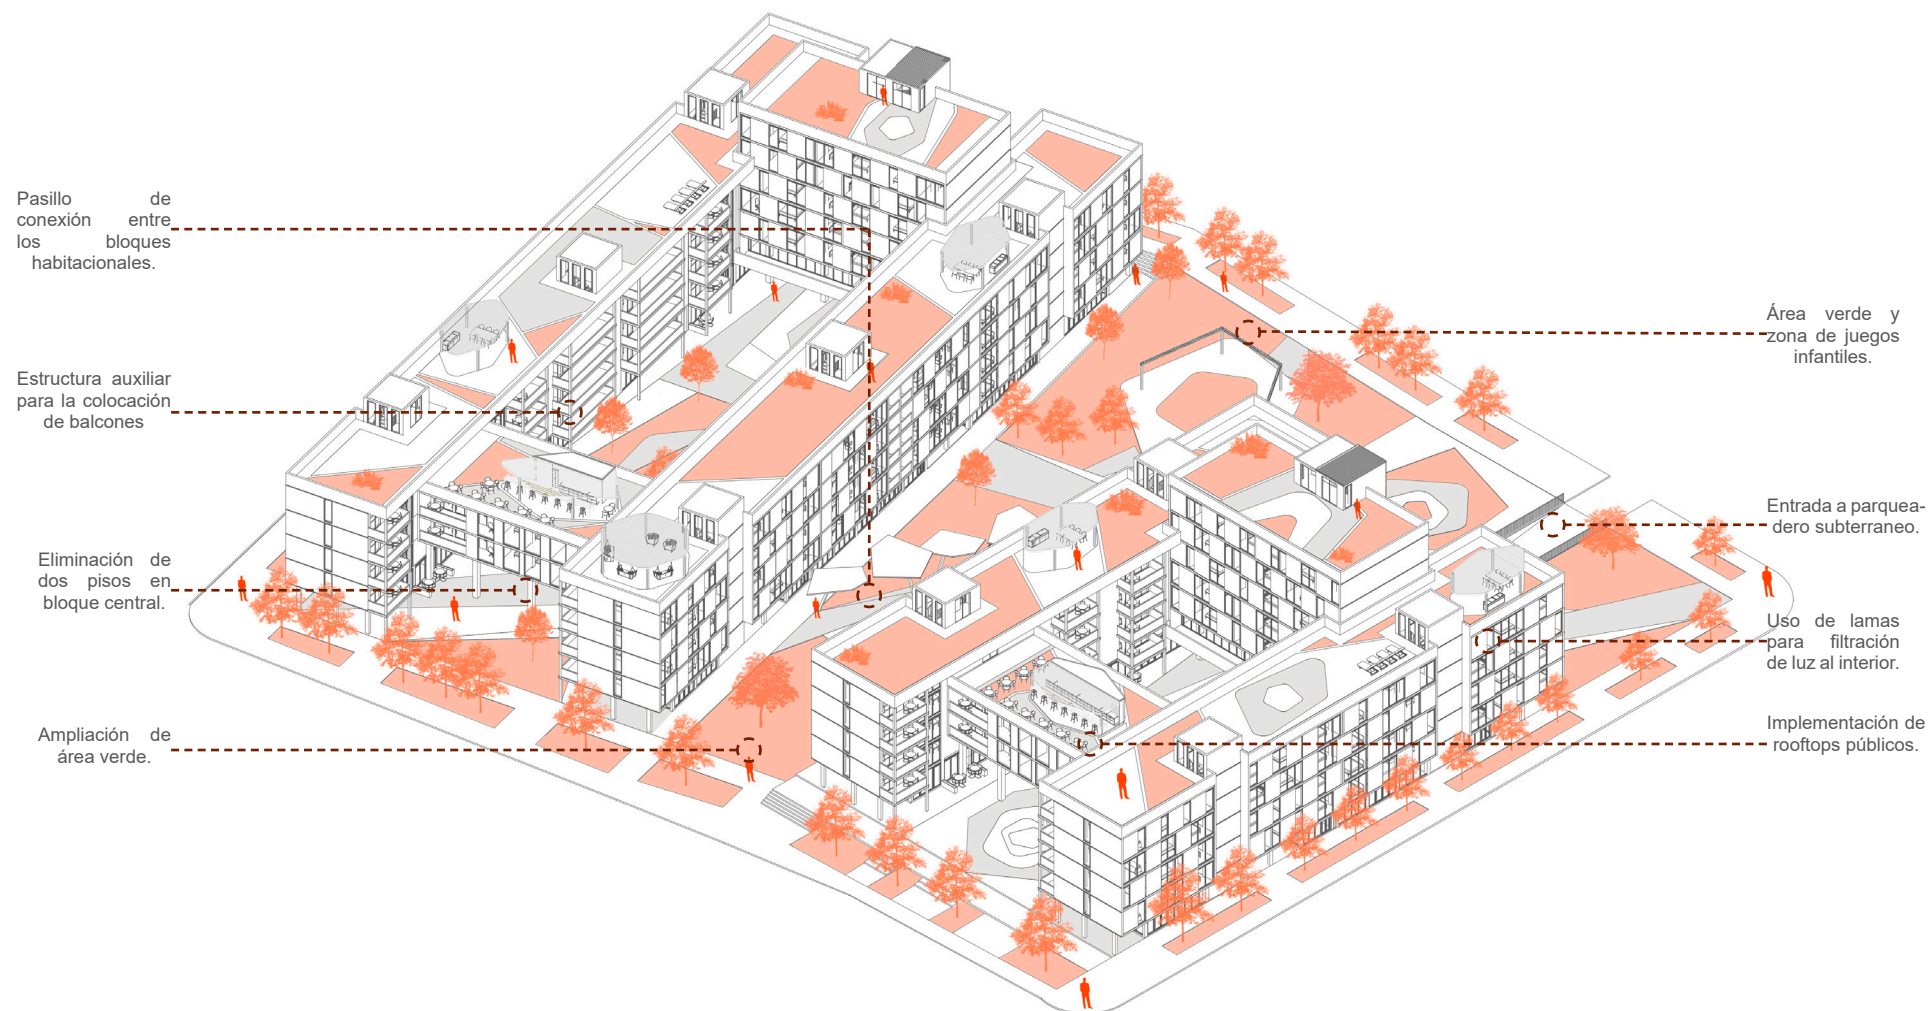 Pasillo de
conexión entre
los bloques
habitacionales.
Estructura auxiliar
para la colocación
de balcones
Eliminación de
dos pisos en
bloque central.
Ampliación de
área verde.
Área verde y
zona de juegos
infantiles.
Entrada a parquea-
dero subterraneo.
Uso de lamas
para filtración
de luz al interior.
Implementación de
rooftops públicos.